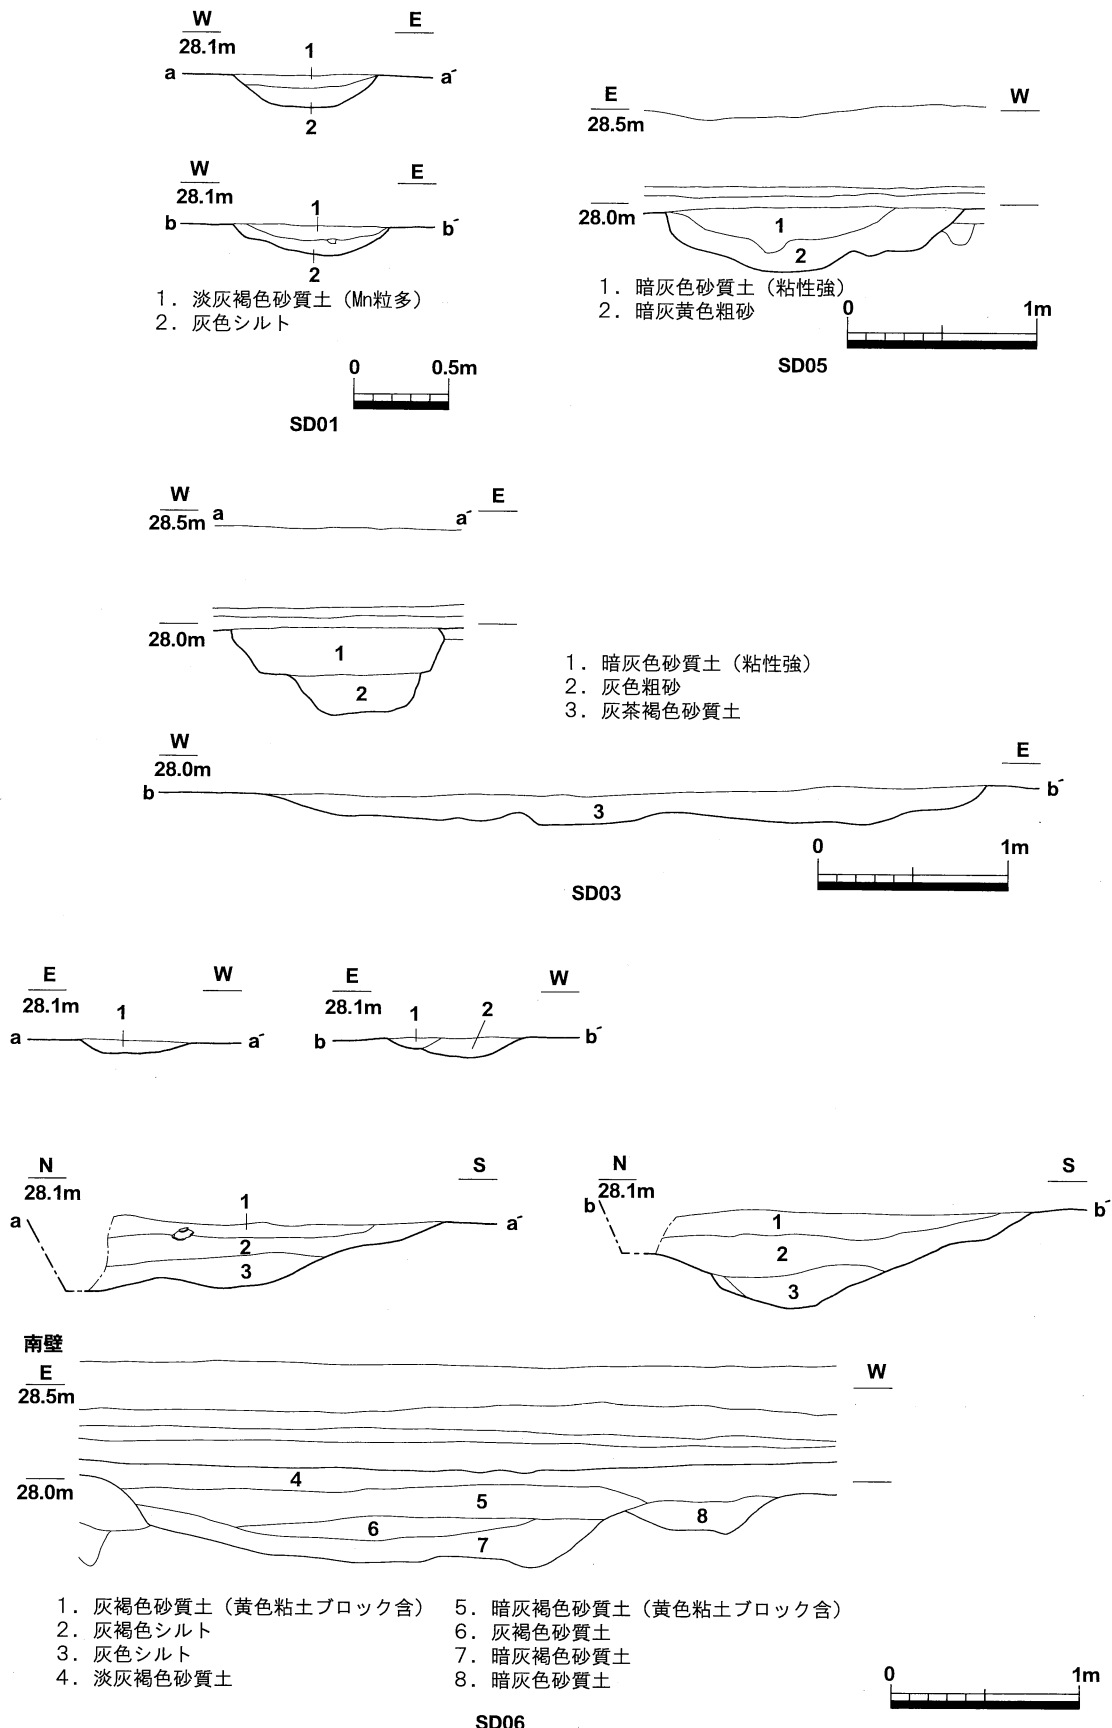 W
E
28.1m
1
a
a´
2
W
E
28.1m
1
b
b´
2
1. 淡灰褐色砂質土（Mn粒多）
2. 灰色シルト
0 0.5m
SD01
E
W
28.5m
28.0m
1
2
1. 暗灰色砂質土（粘性強）
2. 暗灰黄色粗砂
0 1m
SD05
W
E
28.5m
a
a´
28.0m
1
2
1. 暗灰色砂質土（粘性強）
2. 灰色粗砂
3. 灰茶褐色砂質土
W
E
28.0m
b
b´
3
0 1m
SD03
E
W
28.1m
1
a
a´
E
W
28.1m
1
2
b
b´
N
S
28.1m
a
a´
1
2
3
N
S
28.1m
b
b´
1
2
3
南壁
E
W
28.5m
28.0m
4
5
6
7
8
1. 灰褐色砂質土（黄色粘土ブロック含）
2. 灰褐色シルト
3. 灰色シルト
4. 淡灰褐色砂質土
5. 暗灰褐色砂質土（黄色粘土ブロック含）
6. 灰褐色砂質土
7. 暗灰褐色砂質土
8. 暗灰色砂質土
0 1m
SD06